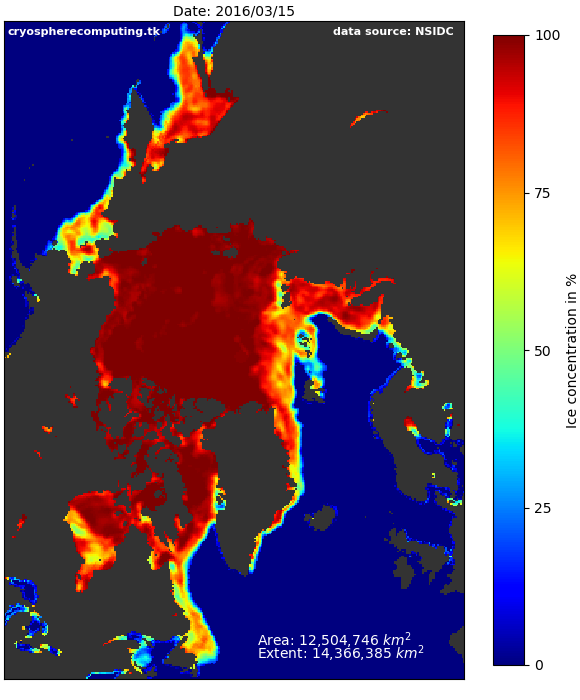 Date: 2016/03/15
cryospherecomputing.tk
data source: NSIDC
100
75
50
25
0
Ice concentration in %
Area: 12,504,746 km²
Extent: 14,366,385 km²